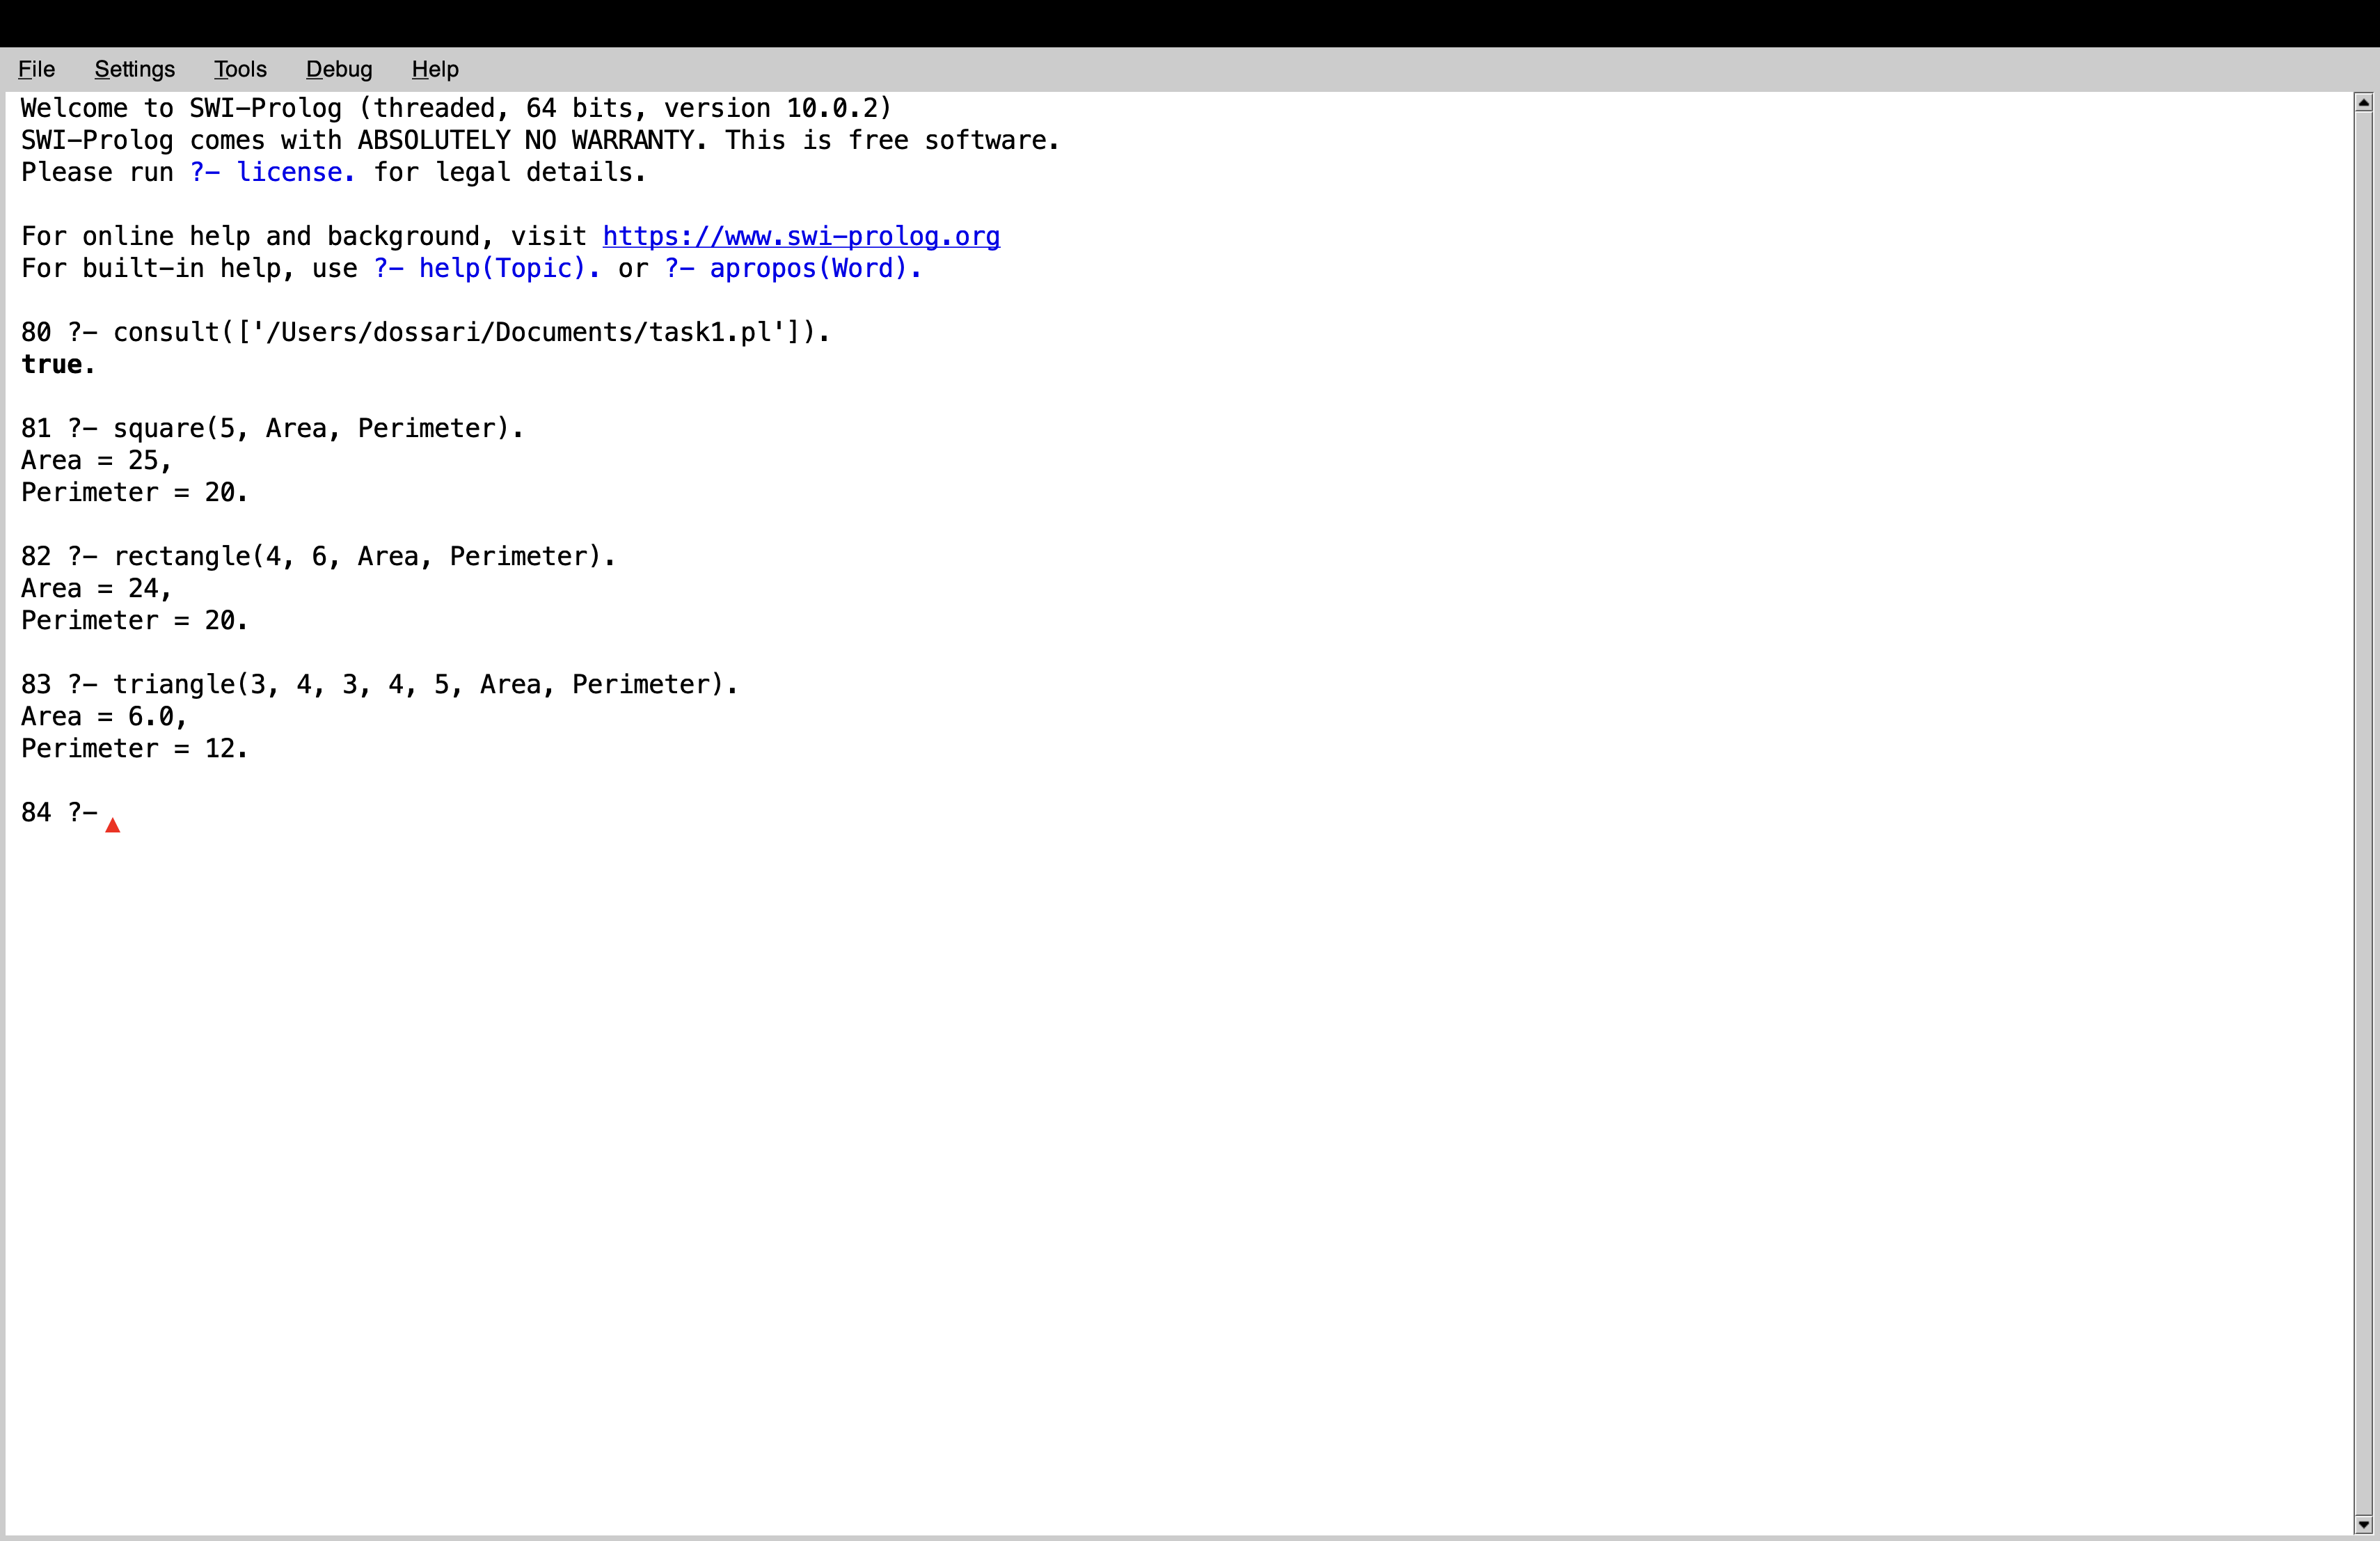 File Settings Tools Debug Help
Welcome to SWI-Prolog (threaded, 64 bits, version 10.0.2)
SWI-Prolog comes with ABSOLUTELY NO WARRANTY. This is free software.
Please run ?- license. for legal details.
For online help and background, visit https://www.swi-prolog.org
For built-in help, use ?- help(Topic). or ?- apropos(Word).
80 ?- consult(['/Users/dossari/Documents/task1.pl']).
true.
81 ?- square(5, Area, Perimeter).
Area = 25,
Perimeter = 20.
82 ?- rectangle(4, 6, Area, Perimeter).
Area = 24,
Perimeter = 20.
83 ?- triangle(3, 4, 3, 4, 5, Area, Perimeter).
Area = 6.0,
Perimeter = 12.
84 ?-